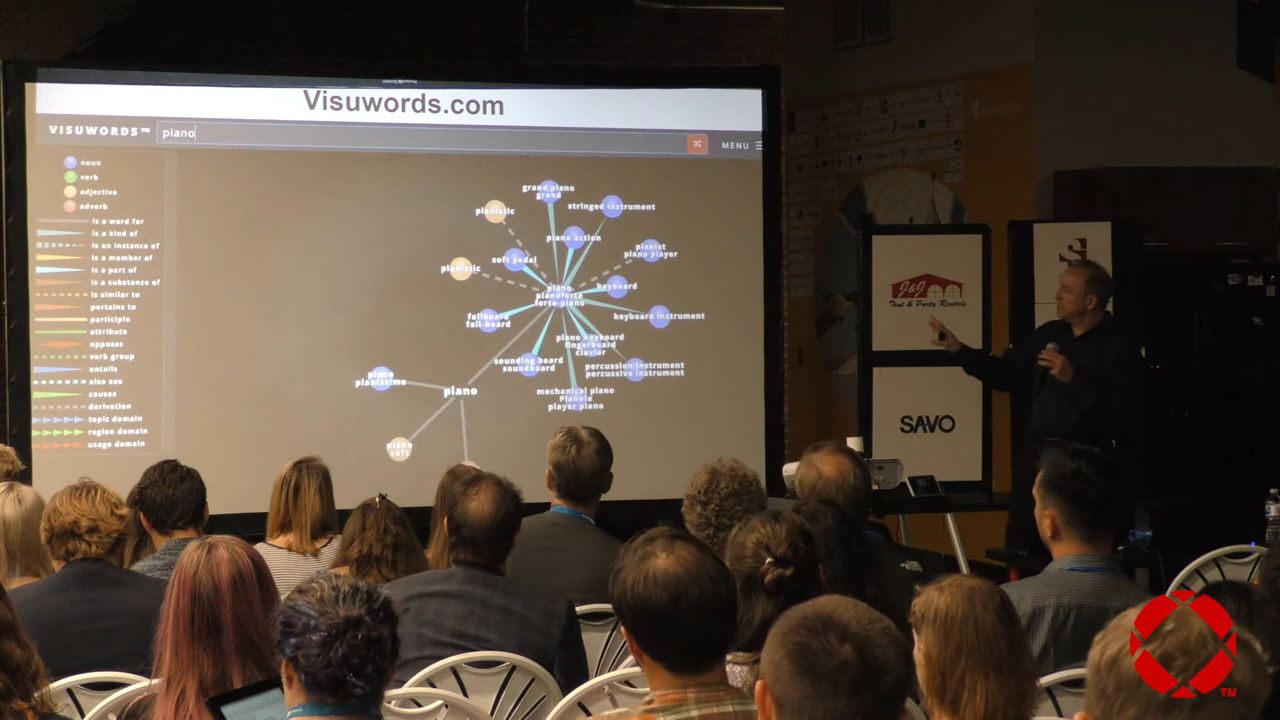 Visuwords.com
VISUWORDS™
piano
MENU
noun
verb
adjective
adverb
is a word for
is a kind of
is an instance of
is a member of
is a part of
is a substance of
is similar to
pertains to
participle
attribute
opposes
verb group
entails
also see
causes
derivation
topic domain
region domain
usage domain
grand piano
grand
pianistic
stringed instrument
piano action
pianist
piano player
soft pedal
pianistic
keyboard
piano
pianoforte
forte-piano
fallboard
fall-board
keyboard instrument
piano keyboard
fingerboard
clavier
sounding board
soundboard
percussion instrument
percussive instrument
mechanical piano
Pianola
player piano
piano
pianissimo
piano
piano
soft
J&J
Tent & Party Rentals
S
SAVO
TM